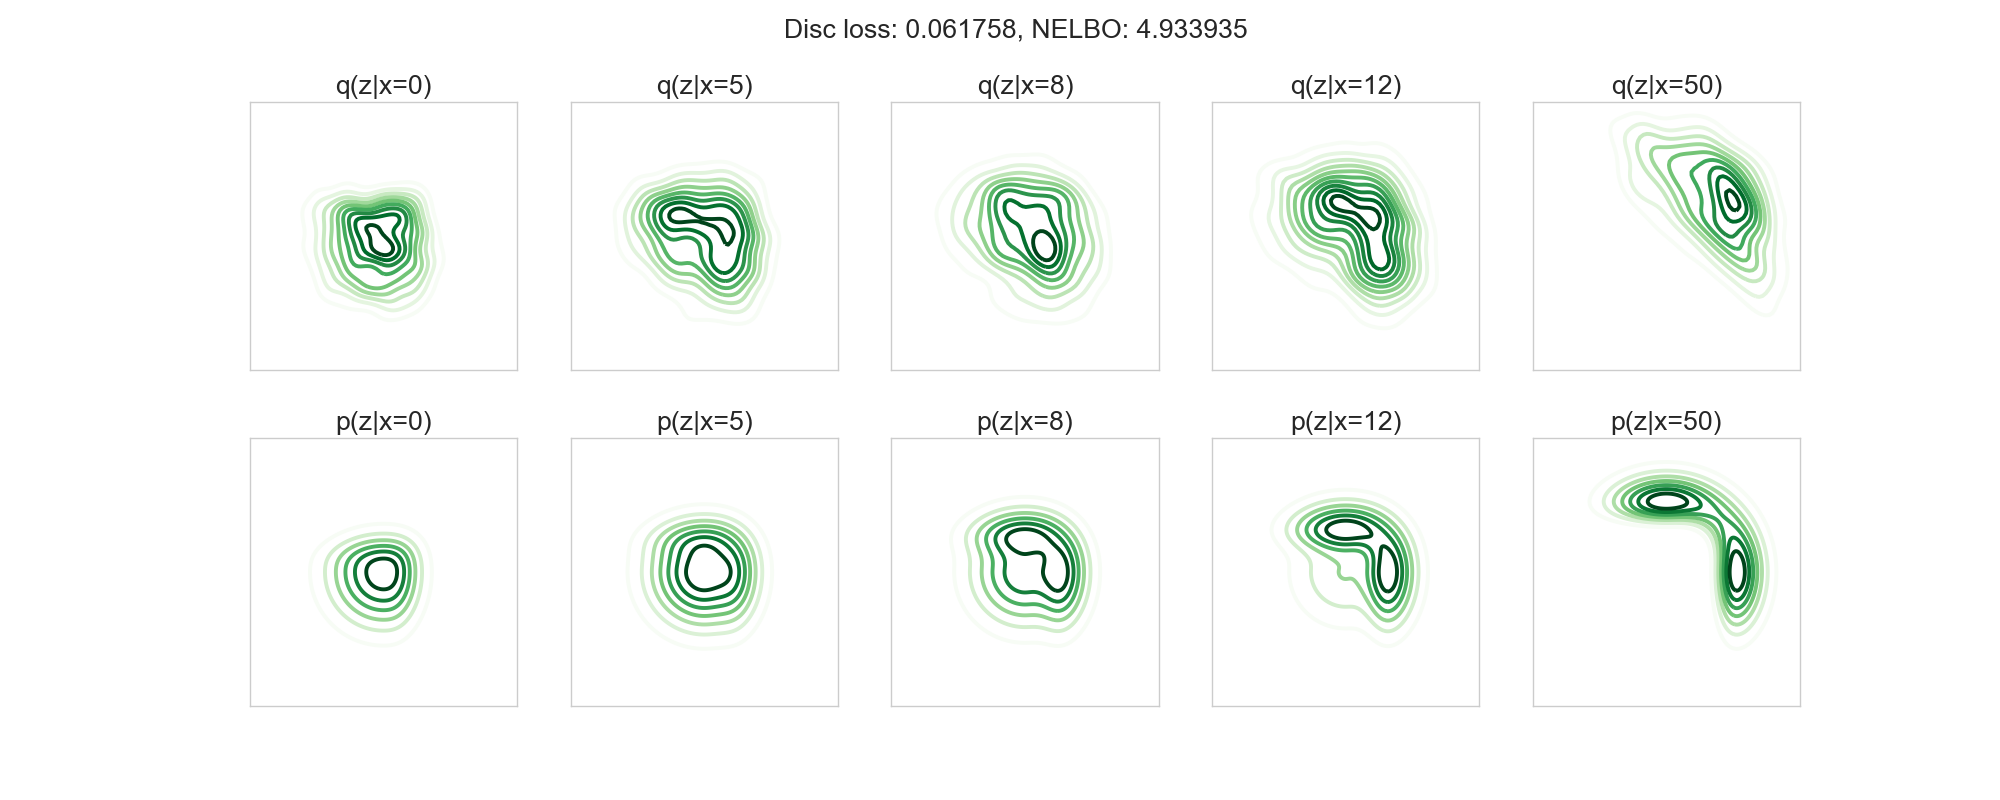 Disc loss: 0.061758, NELBO: 4.933935
q(z|x=0) q(z|x=5) q(z|x=8) q(z|x=12) q(z|x=50)
p(z|x=0) p(z|x=5) p(z|x=8) p(z|x=12) p(z|x=50)